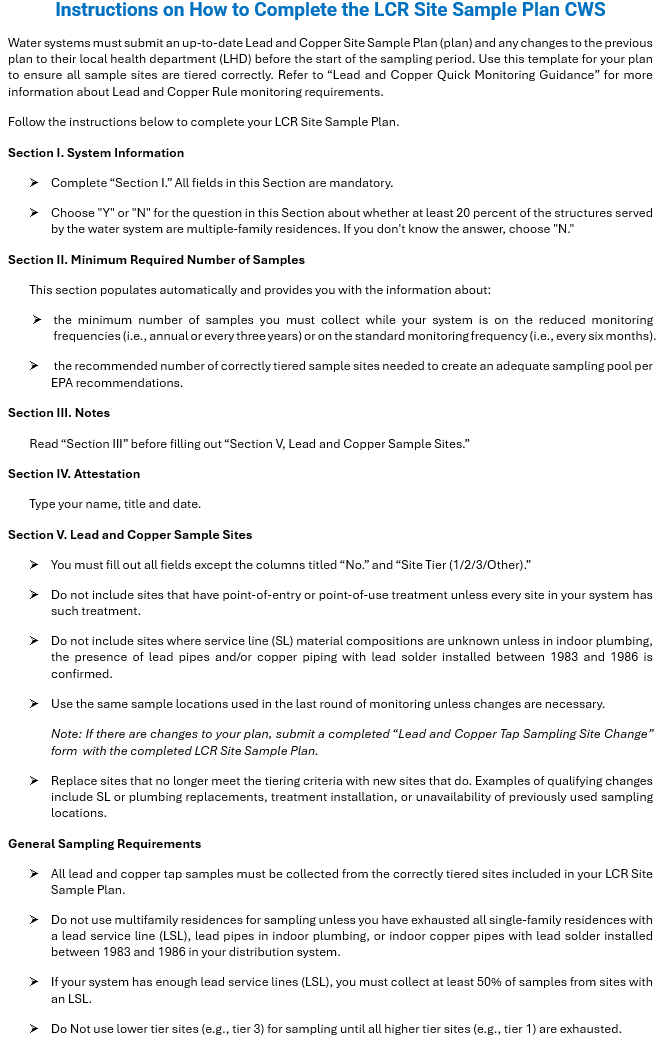 Instructions on How to Complete the LCR Site Sample Plan CWS
Water systems must submit an up-to-date Lead and Copper Site Sample Plan (plan) and any changes to the previous
plan to their local health department (LHD) before the start of the sampling period. Use this template for your plan
to ensure all sample sites are tiered correctly. Refer to “Lead and Copper Quick Monitoring Guidance” for more
information about Lead and Copper Rule monitoring requirements.
Follow the instructions below to complete your LCR Site Sample Plan.
Section I. System Information
➢ Complete “Section I.” All fields in this Section are mandatory.
➢ Choose "Y" or "N" for the question in this Section about whether at least 20 percent of the structures served
by the water system are multiple-family residences. If you don't know the answer, choose "N."
Section II. Minimum Required Number of Samples
This section populates automatically and provides you with the information about:
➢ the minimum number of samples you must collect while your system is on the reduced monitoring
frequencies (i.e., annual or every three years) or on the standard monitoring frequency (i.e., every six months).
➢ the recommended number of correctly tiered sample sites needed to create an adequate sampling pool per
EPA recommendations.
Section III. Notes
Read “Section III” before filling out “Section V, Lead and Copper Sample Sites.”
Section IV. Attestation
Type your name, title and date.
Section V. Lead and Copper Sample Sites
➢ You must fill out all fields except the columns titled “No.” and “Site Tier (1/2/3/Other).”
➢ Do not include sites that have point-of-entry or point-of-use treatment unless every site in your system has
such treatment.
➢ Do not include sites where service line (SL) material compositions are unknown unless in indoor plumbing,
the presence of lead pipes and/or copper piping with lead solder installed between 1983 and 1986 is
confirmed.
➢ Use the same sample locations used in the last round of monitoring unless changes are necessary.
Note: If there are changes to your plan, submit a completed “Lead and Copper Tap Sampling Site Change”
form with the completed LCR Site Sample Plan.
➢ Replace sites that no longer meet the tiering criteria with new sites that do. Examples of qualifying changes
include SL or plumbing replacements, treatment installation, or unavailability of previously used sampling
locations.
General Sampling Requirements
➢ All lead and copper tap samples must be collected from the correctly tiered sites included in your LCR Site
Sample Plan.
➢ Do not use multifamily residences for sampling unless you have exhausted all single-family residences with
a lead service line (LSL), lead pipes in indoor plumbing, or indoor copper pipes with lead solder installed
between 1983 and 1986 in your distribution system.
➢ If your system has enough lead service lines (LSL), you must collect at least 50% of samples from sites with
an LSL.
➢ Do Not use lower tier sites (e.g., tier 3) for sampling until all higher tier sites (e.g., tier 1) are exhausted.